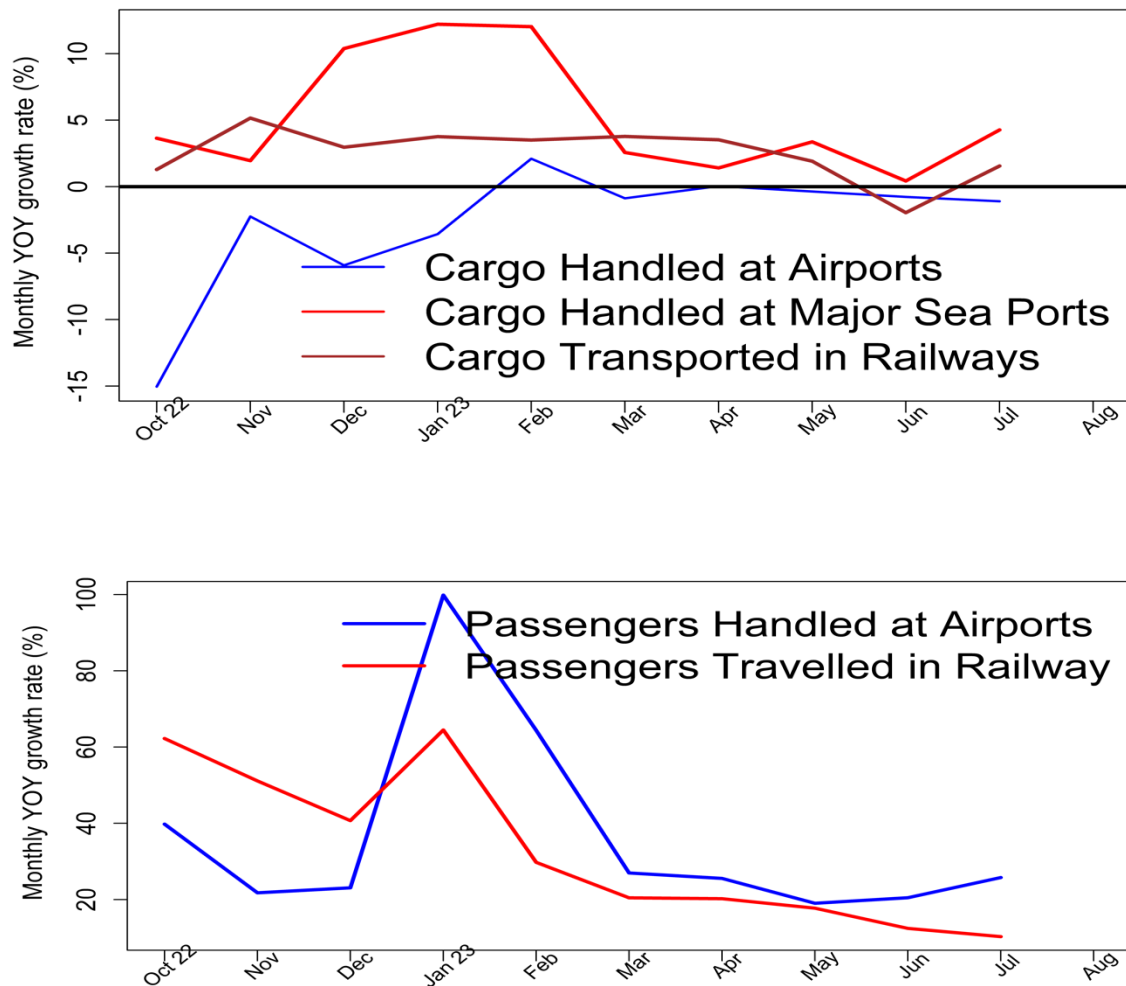 Monthly YOY growth rate (%)
10
5
0
-5
-10
-15
Cargo Handled at Airports
Cargo Handled at Major Sea Ports
Cargo Transported in Railways
Oct 22
Nov
Dec
Jan 23
Feb
Mar
Apr
May
Jun
Jul
Aug
Monthly YOY growth rate (%)
100
80
60
40
20
Passengers Handled at Airports
Passengers Travelled in Railway
Oct 22
Nov
Dec
Jan 23
Feb
Mar
Apr
May
Jun
Jul
Aug